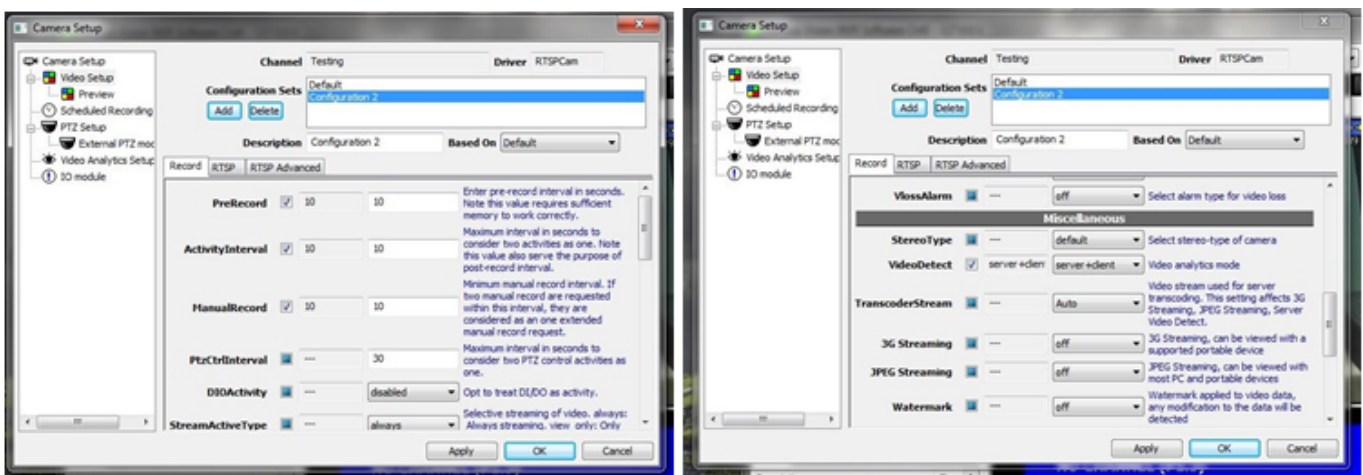 Camera Setup
Camera Setup
Video Setup
Preview
Scheduled Recording
PTZ Setup
External PTZ moc
Video Analytics Setup
IO module
Channel Testing Driver RTSPCam
Configuration Sets Default
Configuration 2
Add Delete
Description Configuration 2 Based On Default
Record RTSP RTSP Advanced
PreRecord 10 10 Enter pre-record interval in seconds.
Note this value requires sufficient
memory to work correctly.
ActivityInterval 10 10 Maximum interval in seconds to
consider two activities as one. Note
this value also serve the purpose of
post-record interval.
ManualRecord 10 10 Minimum manual record interval. If
two manual record are requested
within this interval, they are
considered as an one extended
manual record request.
PtzCtrlInterval --- 30 Maximum interval in seconds to
consider two PTZ control activities as
one.
DIOActivity --- disabled Opt to treat DI/DO as activity.
StreamActiveType --- always Selective streaming of video. always:
Always streaming, view only: Only
Apply OK Cancel
Camera Setup
Camera Setup
Video Setup
Preview
Scheduled Recording
PTZ Setup
External PTZ moc
Video Analytics Setup
IO module
Channel Testing Driver RTSPCam
Configuration Sets Default
Configuration 2
Add Delete
Description Configuration 2 Based On Default
Record RTSP RTSP Advanced
VlossAlarm --- off Select alarm type for video loss
Miscellaneous
StereoType --- default Select stereo-type of camera
VideoDetect server+client server+client Video analytics mode
TranscoderStream --- Auto Video stream used for server
transcoding. This setting affects 3G
Streaming, JPEG Streaming, Server
Video Detect.
3G Streaming --- off 3G Streaming, can be viewed with a
supported portable device
JPEG Streaming --- off JPEG Streaming, can be viewed with
most PC and portable devices
Watermark --- off Watermark applied to video data,
any modification to the data will be
detected
Apply OK Cancel